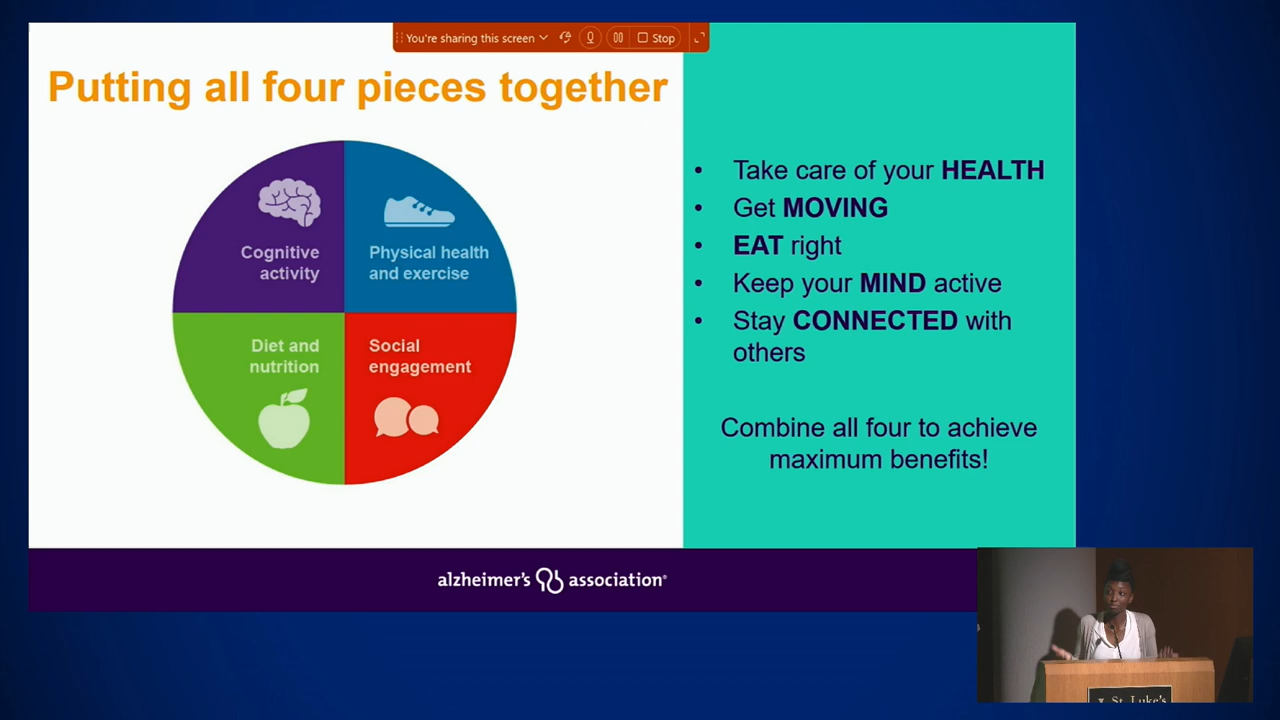 You're sharing this screen
Stop
Putting all four pieces together
Cognitive
activity
Physical health
and exercise
Diet and
nutrition
Social
engagement
• Take care of your HEALTH
• Get MOVING
• EAT right
• Keep your MIND active
• Stay CONNECTED with
others
Combine all four to achieve
maximum benefits!
alzheimer's association®
St. Luke's